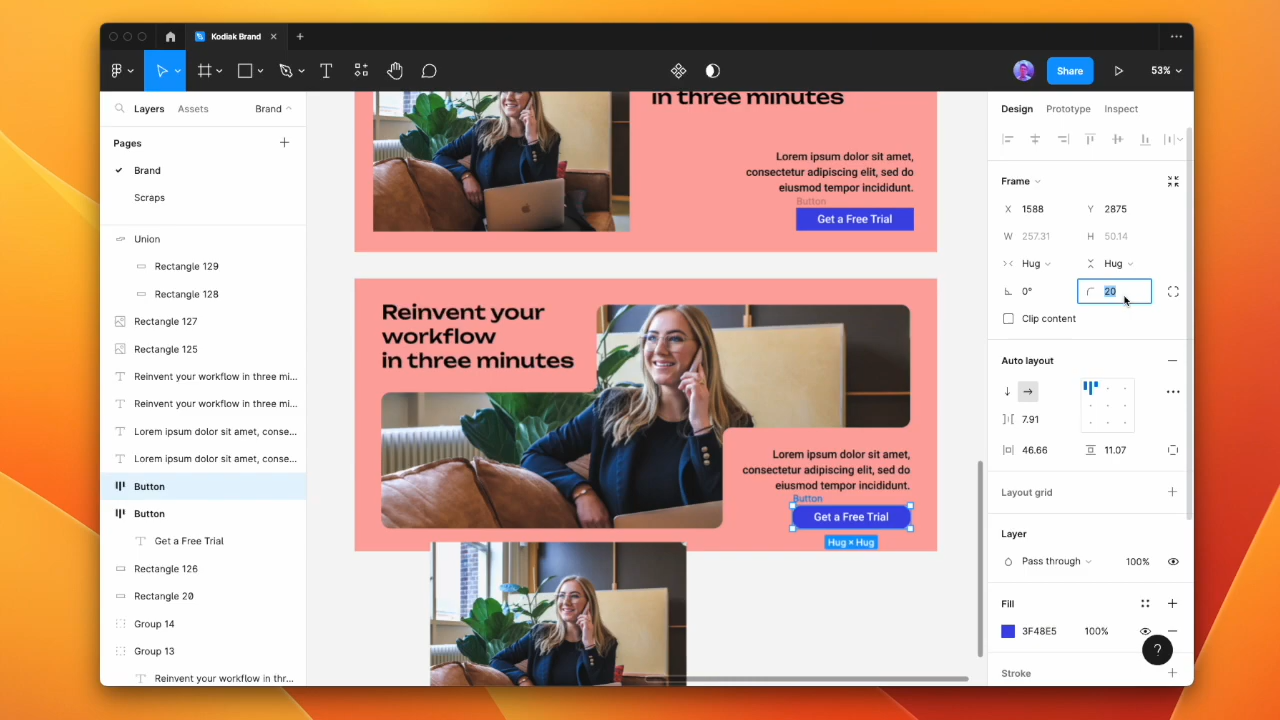 Kodiak Brand
Share
53%
Layers
Assets
Brand
Pages
Brand
Scraps
Union
Rectangle 129
Rectangle 128
Rectangle 127
Rectangle 125
Reinvent your workflow in three mi...
Reinvent your workflow in three mi...
Lorem ipsum dolor sit amet, conse...
Lorem ipsum dolor sit amet, conse...
Button
Button
Get a Free Trial
Rectangle 126
Rectangle 20
Group 14
Group 13
Reinvent your workflow in thr...
in three minutes
Lorem ipsum dolor sit amet,
consectetur adipiscing elit, sed do
eiusmod tempor incididunt.
Button
Get a Free Trial
Reinvent your
workflow
in three minutes
Lorem ipsum dolor sit amet,
consectetur adipiscing elit, sed do
eiusmod tempor incididunt.
Button
Get a Free Trial
Hug × Hug
Design
Prototype
Inspect
Frame
X 1588
Y 2875
W 257.31
H 50.14
Hug
Hug
0°
20
Clip content
Auto layout
7.91
46.66
11.07
Layout grid
Layer
Pass through
100%
Fill
3F48E5
100%
Stroke
?